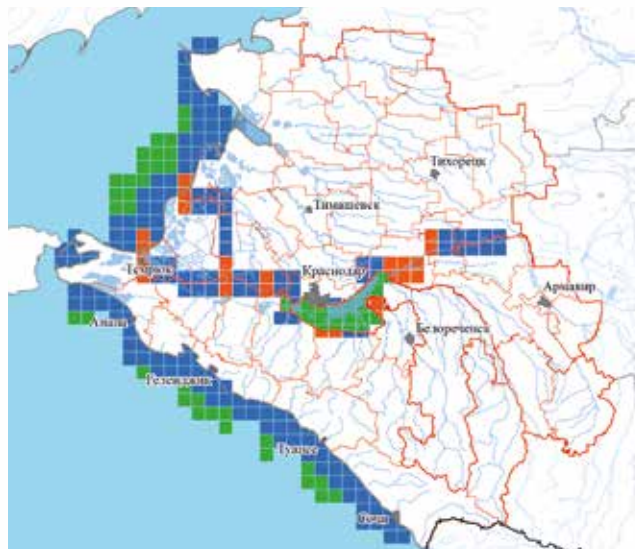 Тихорецк
Тимашевск
Темрюк
Краснодар
Армавир
Анапа
Белореченск
Геленджик
Туапсе
Сочи